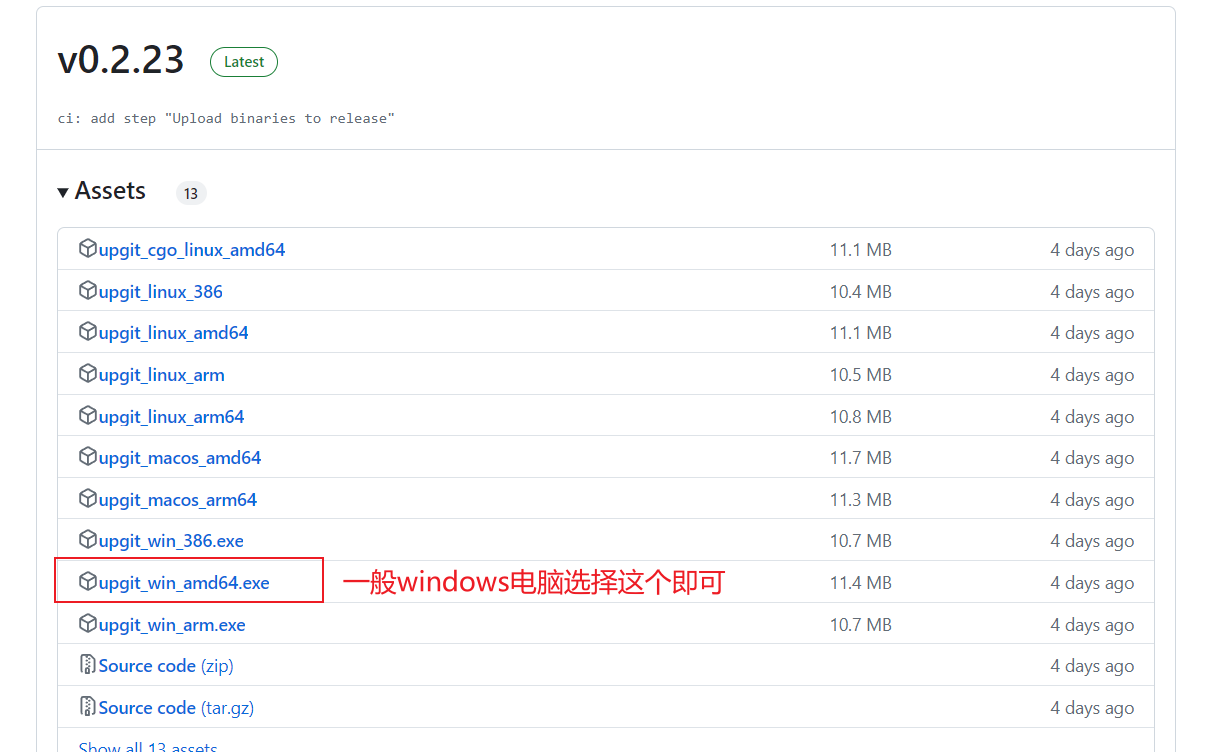 v0.2.23 Latest
ci: add step "Upload binaries to release"
Assets 13
upgit_cgo_linux_amd64 11.1 MB 4 days ago
upgit_linux_386 10.4 MB 4 days ago
upgit_linux_amd64 11.1 MB 4 days ago
upgit_linux_arm 10.5 MB 4 days ago
upgit_linux_arm64 10.8 MB 4 days ago
upgit_macos_amd64 11.7 MB 4 days ago
upgit_macos_arm64 11.3 MB 4 days ago
upgit_win_386.exe 10.7 MB 4 days ago
upgit_win_amd64.exe 一般windows电脑选择这个即可 11.4 MB 4 days ago
upgit_win_arm.exe 10.7 MB 4 days ago
Source code (zip) 4 days ago
Source code (tar.gz) 4 days ago
Show all 13 assets